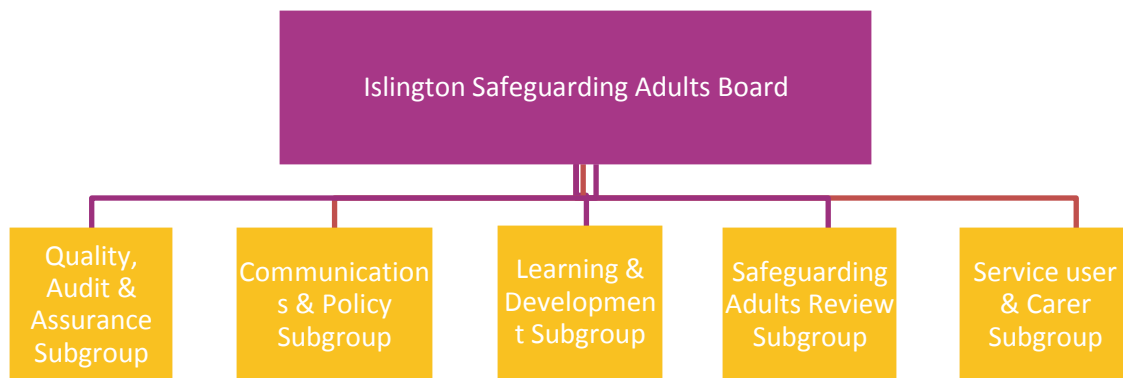 Islington Safeguarding Adults Board
Quality,
Audit &
Assurance
Subgroup
Communication
s & Policy
Subgroup
Learning &
Developmen
t Subgroup
Safeguarding
Adults Review
Subgroup
Service user
& Carer
Subgroup